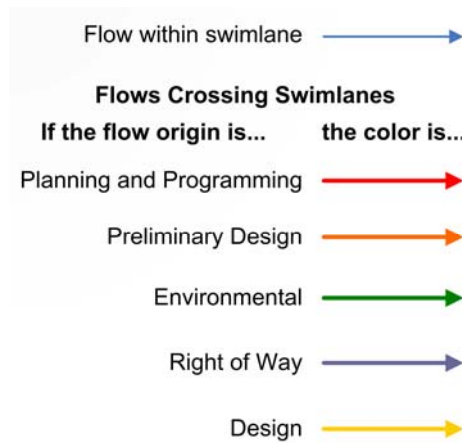 Flow within swimlane
Flows Crossing Swimlanes
If the flow origin is... the color is...
Planning and Programming
Preliminary Design
Environmental
Right of Way
Design